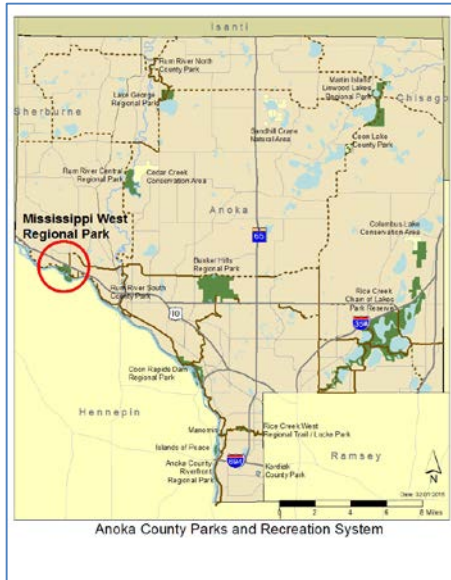 Isanti
Rum River North
County Park
Lake George
Regional Park
Martin Island
Linwood Lakes
Regional Park
Sherburne
Chisago
Sandhill Crane
Natural Area
Coon Lake
County Park
Rum River Central
Regional Park
Cedar Creek
Conservation Area
Anoka
Mississippi West
Regional Park
65
Columbus Lake
Conservation Area
Bunker Hills
Regional Park
Rum River South
County Park
10
Rice Creek
Chain of Lakes
Park Reserve
35W
Coon Rapids Dam
Regional Park
Hennepin
Manomin
Rice Creek West
Regional Trail / Locke Park
Islands of Peace
Ramsey
Anoka County
Riverfront
Regional Park
694
Kordiak
County Park
N
Date: 02/01/2015
0 2 4 6 8 Miles
Anoka County Parks and Recreation System